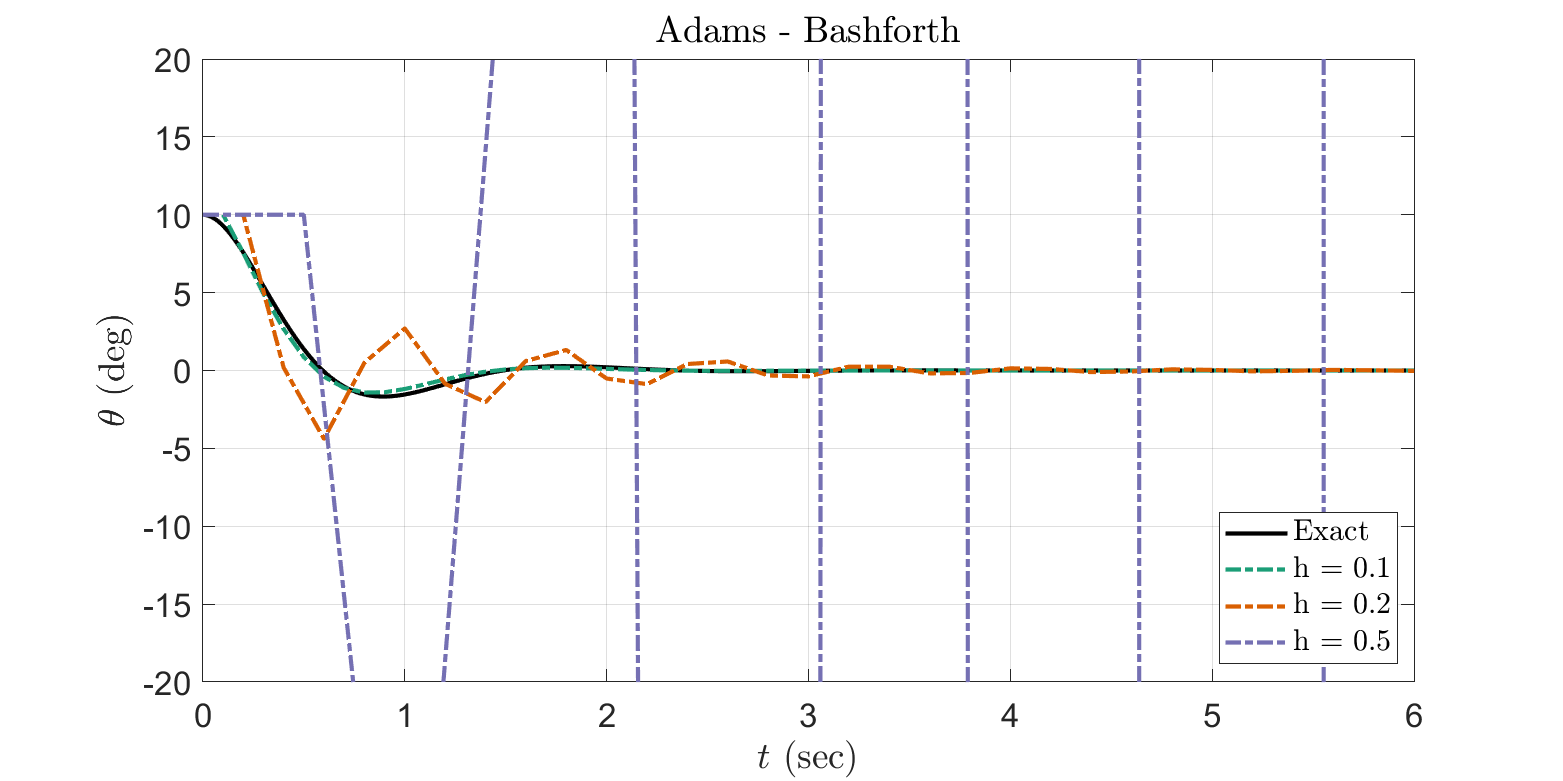 Adams - Bashforth
20
15
10
5
0
-5
-10
-15
-20
θ (deg)
0 1 2 3 4 5 6
t (sec)
Exact
h = 0.1
h = 0.2
h = 0.5